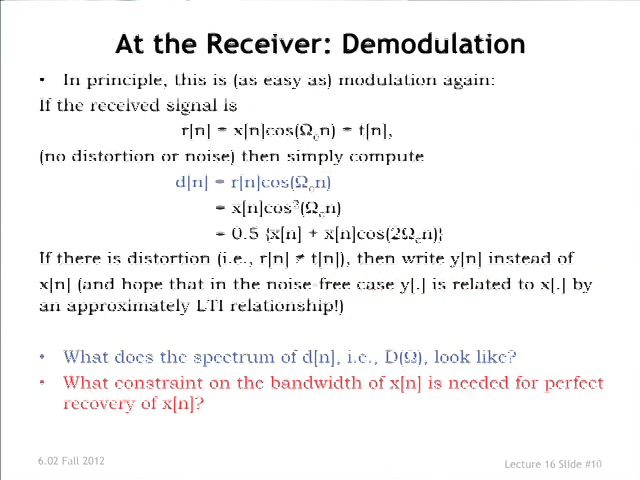 At the Receiver: Demodulation
• In principle, this is (as easy as) modulation again:
If the received signal is
r[n] = x[n]cos(Ωcn) = t[n],
(no distortion or noise) then simply compute
d[n] = r[n]cos(Ωcn)
= x[n]cos²(Ωcn)
= 0.5 {x[n] + x[n]cos(2Ωcn)}
If there is distortion (i.e., r[n] ≠ t[n]), then write y[n] instead of
x[n] (and hope that in the noise-free case y[.] is related to x[.] by
an approximately LTI relationship!)
• What does the spectrum of d[n], i.e., D(Ω), look like?
• What constraint on the bandwidth of x[n] is needed for perfect
recovery of x[n]?
6.02 Fall 2012
Lecture 16 Slide #10